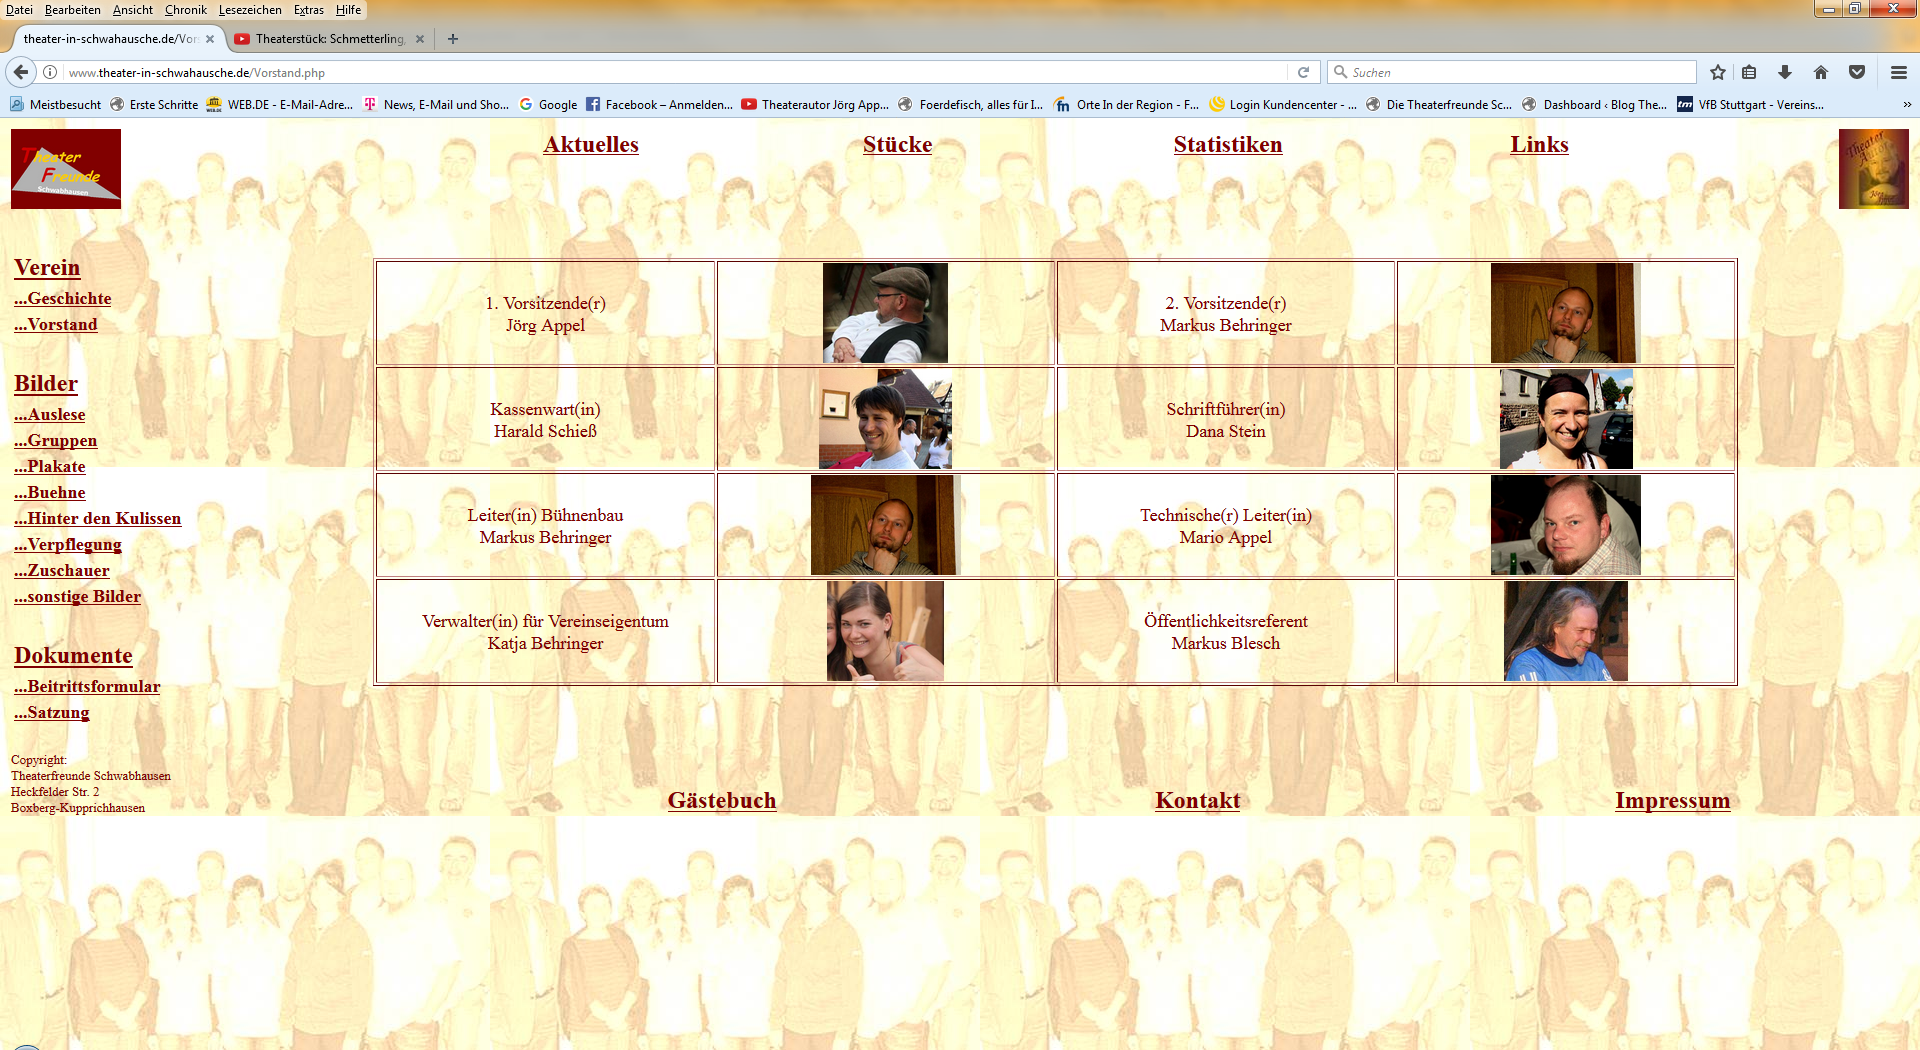 Datei Bearbeiten Ansicht Chronik Lesezeichen Extras Hilfe
theater-in-schwahausche.de/Vors
Theaterstück: Schmetterling,
www.theater-in-schwahausche.de/Vorstand.php
Suchen
Meistbesucht Erste Schritte WEB.DE - E-Mail-Adre... News, E-Mail und Sho... Google Facebook – Anmelden... Theaterautor Jörg App... Foerdefisch, alles für I... Orte In der Region - F... Login Kundencenter - ... Die Theaterfreunde Sc... Dashboard ‹ Blog The... VfB Stuttgart - Vereins...
Theater
Freunde
Schwabhausen
Aktuelles Stücke Statistiken Links
Theater
Autor
Verein
...Geschichte
...Vorstand
Bilder
...Auslese
...Gruppen
...Plakate
...Buehne
...Hinter den Kulissen
...Verpflegung
...Zuschauer
...sonstige Bilder
Dokumente
...Beitrittsformular
...Satzung
Copyright:
Theaterfreunde Schwabhausen
Heckfelder Str. 2
Boxberg-Kupprichhausen
1. Vorsitzende(r)
Jörg Appel
2. Vorsitzende(r)
Markus Behringer
Kassenwart(in)
Harald Schieß
Schriftführer(in)
Dana Stein
Leiter(in) Bühnenbau
Markus Behringer
Technische(r) Leiter(in)
Mario Appel
Verwalter(in) für Vereinseigentum
Katja Behringer
Öffentlichkeitsreferent
Markus Blesch
Gästebuch Kontakt Impressum